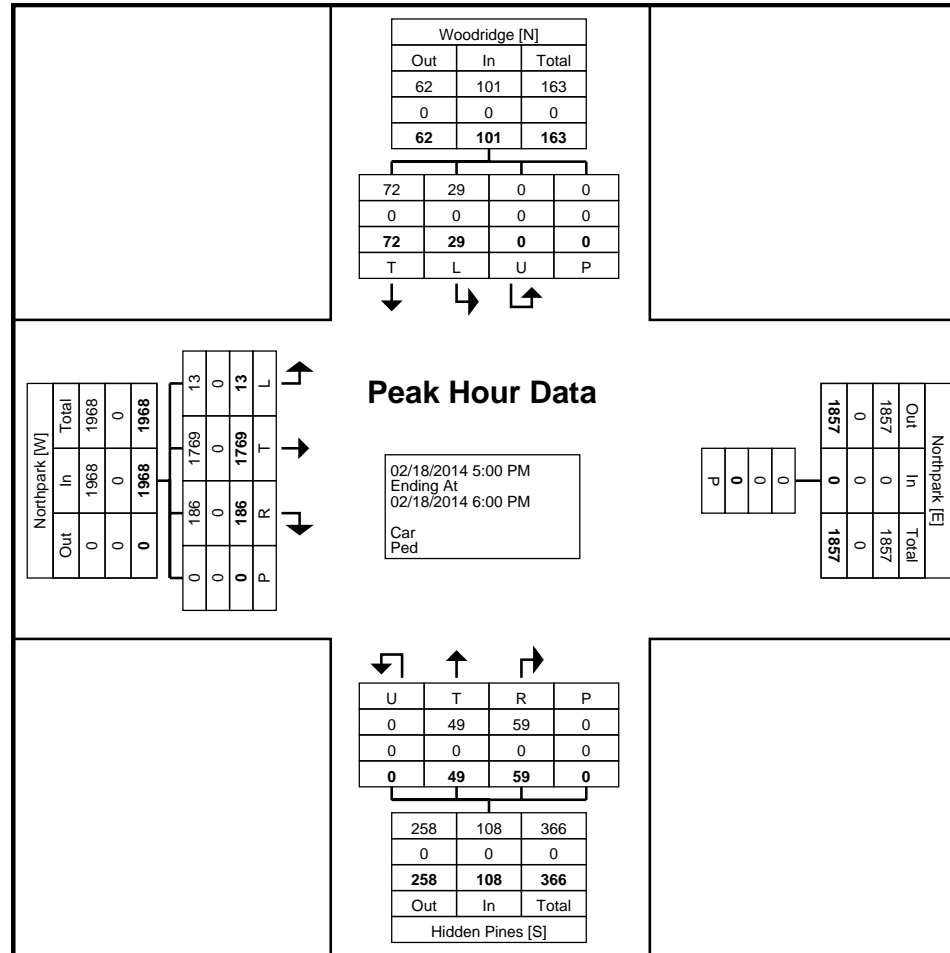 Woodridge [N]
Out In Total
62 101 163
0 0 0
62 101 163
72 29 0 0
0 0 0 0
72 29 0 0
T L U P
Peak Hour Data
02/18/2014 5:00 PM
Ending At
02/18/2014 6:00 PM
Car
Ped
Northpark [W]
Out In Total
0 1968 1968
0 0 0
0 1968 1968
0 186 1769 13
0 0 0 0
0 186 1769 13
P R T L
Northpark [E]
Out In Total
1857 0 1857
0 0 0
1857 0 1857
0
0
0
P
U T R P
0 49 59 0
0 0 0 0
0 49 59 0
258 108 366
0 0 0
258 108 366
Out In Total
Hidden Pines [S]